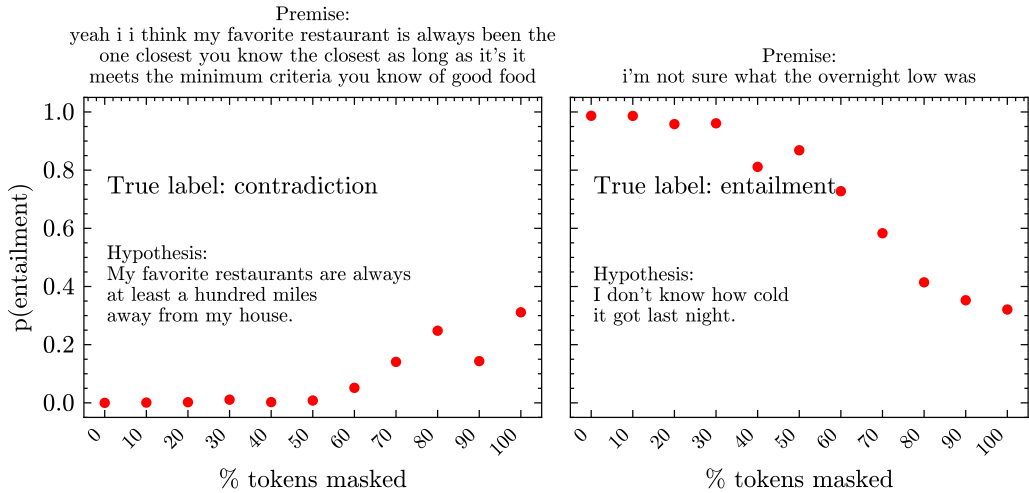 Premise:
yeah i i think my favorite restaurant is always been the
one closest you know the closest as long as it's it
meets the minimum criteria you know of good food
Premise:
i'm not sure what the overnight low was
p(entailment)
1.0
0.8
0.6
0.4
0.2
0.0
True label: contradiction
Hypothesis:
My favorite restaurants are always
at least a hundred miles
away from my house.
0 10 20 30 40 50 60 70 80 90 100
% tokens masked
True label: entailment
Hypothesis:
I don't know how cold
it got last night.
0 10 20 30 40 50 60 70 80 90 100
% tokens masked